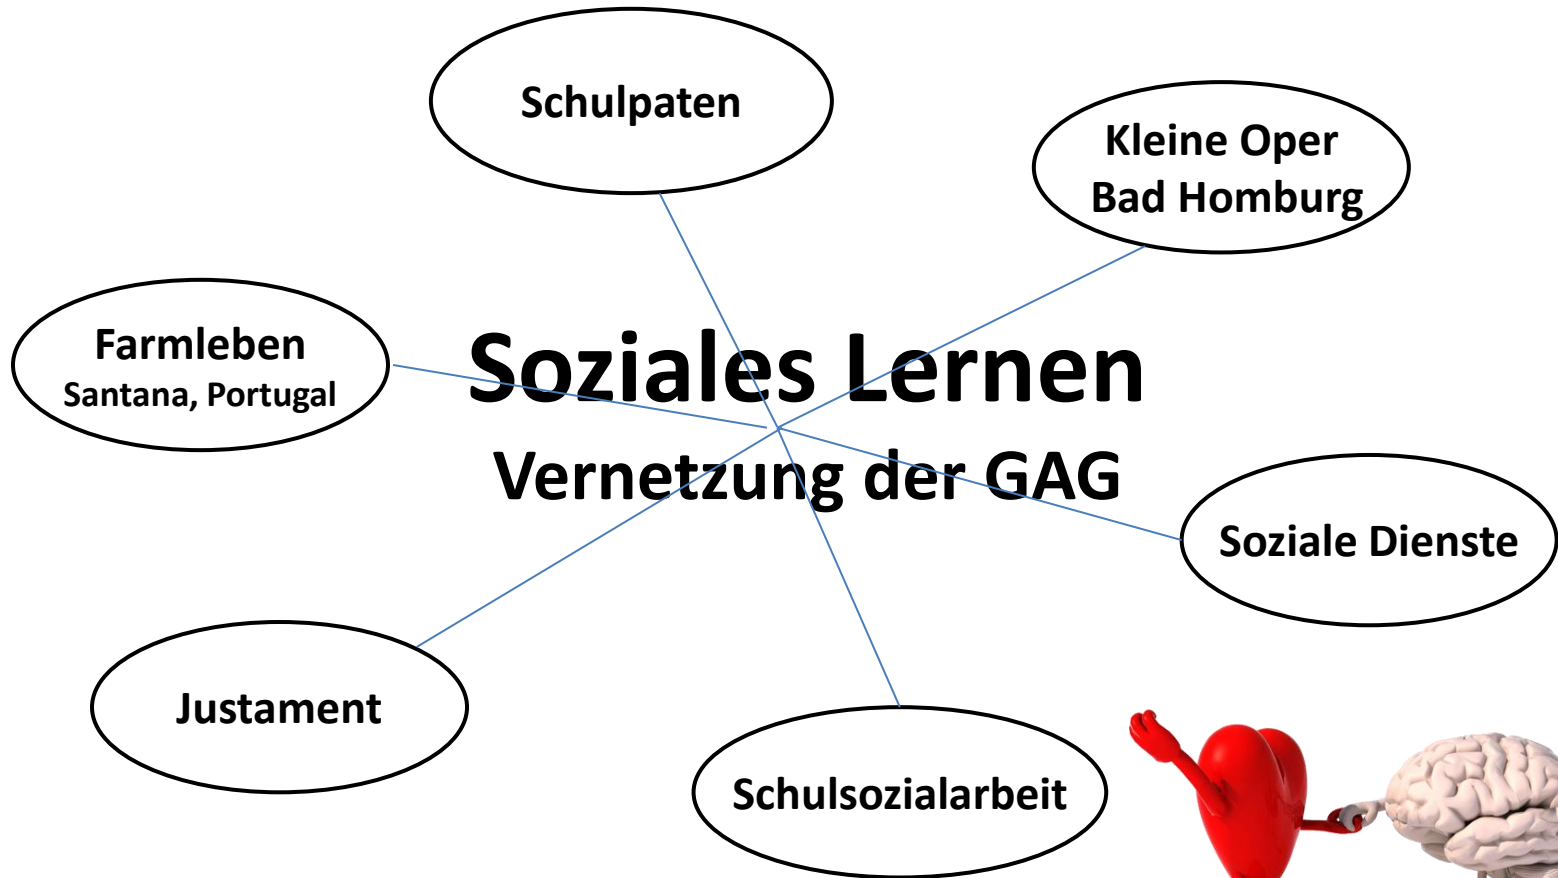 Schulpaten
Kleine Oper
Bad Homburg
Farmleben
Santana, Portugal
Soziales Lernen
Vernetzung der GAG
Soziale Dienste
Justament
Schulsozialarbeit